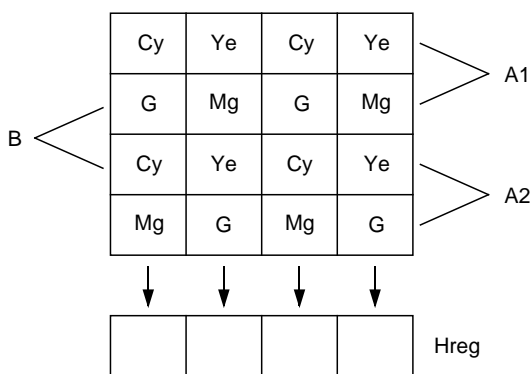 Cy Ye Cy Ye
A1
G Mg G Mg
B
Cy Ye Cy Ye
A2
Mg G Mg G
Hreg